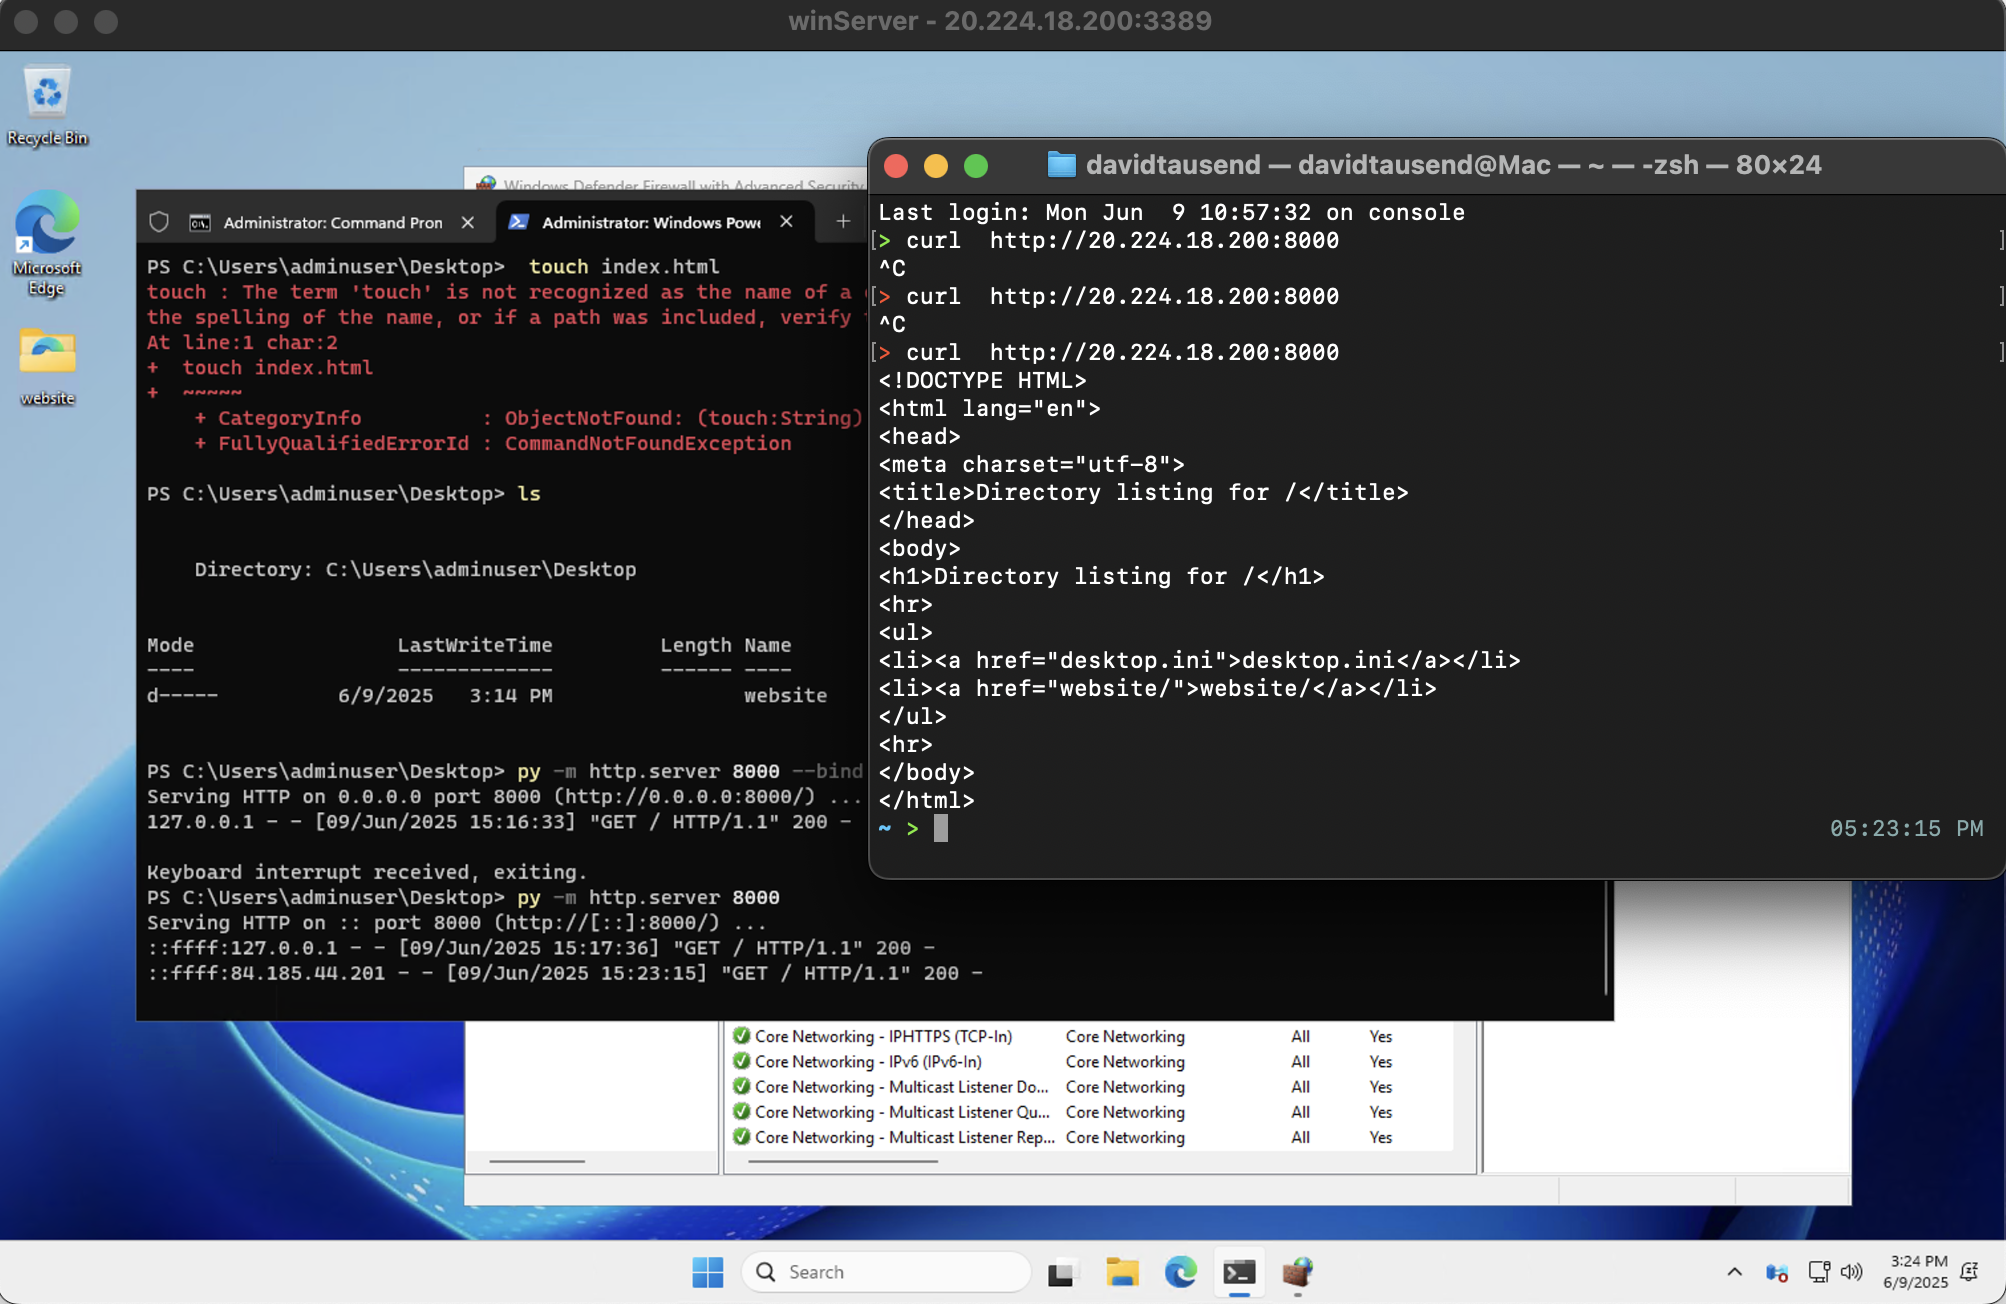 winServer - 20.224.18.200:3389
Recycle Bin
Microsoft
Edge
website
Windows Defender Firewall with Advanced Security
Administrator: Command Pron
Administrator: Windows Powe
PS C:\Users\adminuser\Desktop>  touch index.html
touch : The term 'touch' is not recognized as the name of a
the spelling of the name, or if a path was included, verify
At line:1 char:2
+  touch index.html
+  ~~~~~
    + CategoryInfo          : ObjectNotFound: (touch:String)
    + FullyQualifiedErrorId : CommandNotFoundException
PS C:\Users\adminuser\Desktop> ls
    Directory: C:\Users\adminuser\Desktop
Mode                 LastWriteTime         Length Name
----                 -------------         ------ ----
d-----          6/9/2025   3:14 PM                website
PS C:\Users\adminuser\Desktop> py -m http.server 8000 --bind
Serving HTTP on 0.0.0.0 port 8000 (http://0.0.0.0:8000/) ...
127.0.0.1 - - [09/Jun/2025 15:16:33] "GET / HTTP/1.1" 200 -
Keyboard interrupt received, exiting.
PS C:\Users\adminuser\Desktop> py -m http.server 8000
Serving HTTP on :: port 8000 (http://[::]:8000/) ...
::ffff:127.0.0.1 - - [09/Jun/2025 15:17:36] "GET / HTTP/1.1" 200 -
::ffff:84.185.44.201 - - [09/Jun/2025 15:23:15] "GET / HTTP/1.1" 200 -
davidtausend — davidtausend@Mac — ~ — -zsh — 80×24
Last login: Mon Jun  9 10:57:32 on console
[> curl  http://20.224.18.200:8000 ]
^C
[> curl  http://20.224.18.200:8000 ]
^C
[> curl  http://20.224.18.200:8000 ]
<!DOCTYPE HTML>
<html lang="en">
<head>
<meta charset="utf-8">
<title>Directory listing for /</title>
</head>
<body>
<h1>Directory listing for /</h1>
<hr>
<ul>
<li><a href="desktop.ini">desktop.ini</a></li>
<li><a href="website/">website/</a></li>
</ul>
<hr>
</body>
</html>
~ > 05:23:15 PM
Core Networking - IPHTTPS (TCP-In) Core Networking All Yes
Core Networking - IPv6 (IPv6-In) Core Networking All Yes
Core Networking - Multicast Listener Do... Core Networking All Yes
Core Networking - Multicast Listener Qu... Core Networking All Yes
Core Networking - Multicast Listener Rep... Core Networking All Yes
Search
3:24 PM
6/9/2025